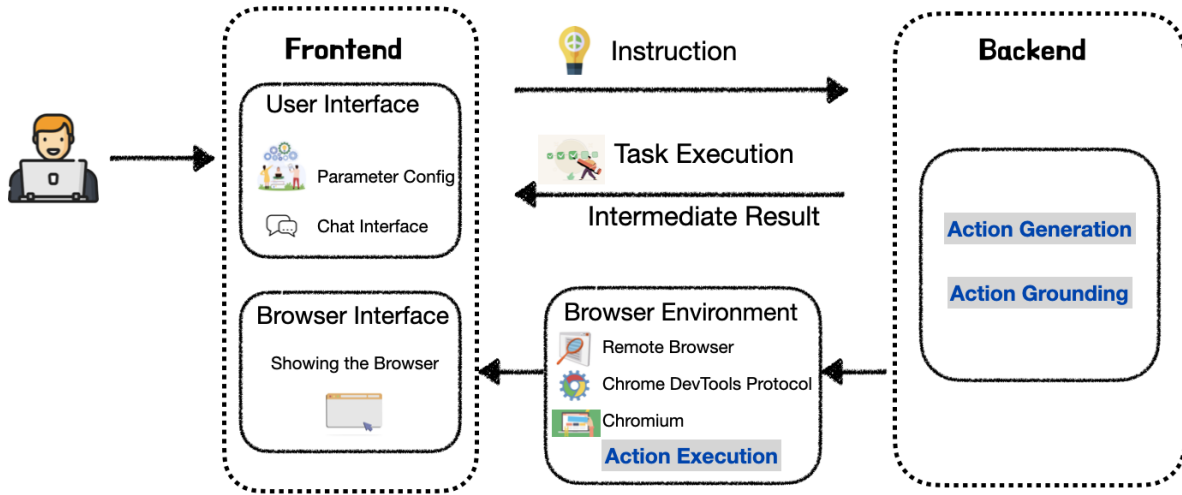 Frontend
User Interface
Parameter Config
Chat Interface
Browser Interface
Showing the Browser
Instruction
Task Execution
Intermediate Result
Browser Environment
Remote Browser
Chrome DevTools Protocol
Chromium
Action Execution
Backend
Action Generation
Action Grounding